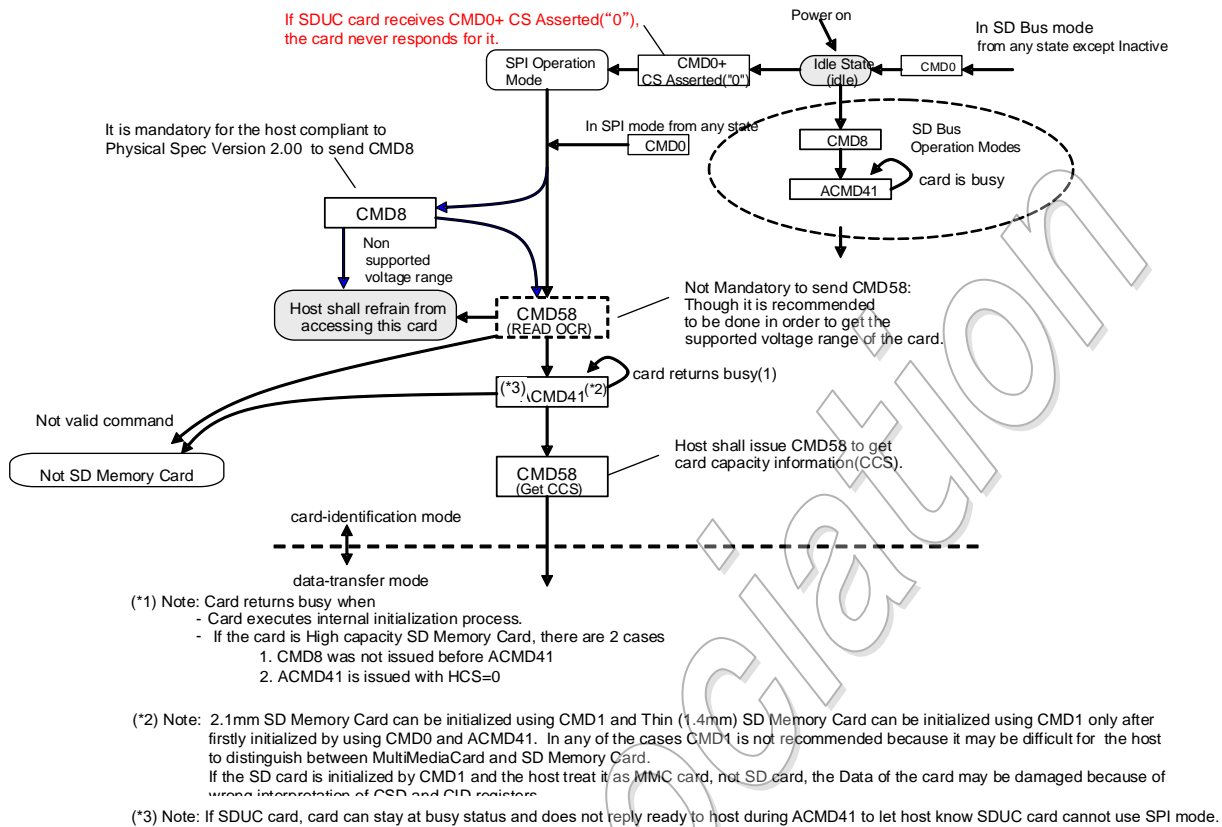 If SDUC card receives CMD0+ CS Asserted("0"),
the card never responds for it.
Power on
In SD Bus mode
from any state except Inactive
SPI Operation
Mode
CMD0+
CS Asserted("0")
Idle State
(idle)
CMD0
It is mandatory for the host compliant to
Physical Spec Version 2.00 to send CMD8
In SPI mode from any state
CMD0
CMD8
SD Bus
Operation Modes
ACMD41
card is busy
CMD8
Non
supported
voltage range
Host shall refrain from
accessing this card
CMD58
(READ OCR)
Not Mandatory to send CMD58:
Though it is recommended
to be done in order to get the
supported voltage range of the card.
(*3) ACMD41 (*2)
card returns busy(1)
Not valid command
Not SD Memory Card
CMD58
(Get CCS)
Host shall issue CMD58 to get
card capacity information(CCS).
card-identification mode
data-transfer mode
(*1) Note: Card returns busy when
- Card executes internal initialization process.
- If the card is High capacity SD Memory Card, there are 2 cases
1. CMD8 was not issued before ACMD41
2. ACMD41 is issued with HCS=0
(*2) Note: 2.1mm SD Memory Card can be initialized using CMD1 and Thin (1.4mm) SD Memory Card can be initialized using CMD1 only after
firstly initialized by using CMD0 and ACMD41. In any of the cases CMD1 is not recommended because it may be difficult for the host
to distinguish between MultiMediaCard and SD Memory Card.
If the SD card is initialized by CMD1 and the host treat it as MMC card, not SD card, the Data of the card may be damaged because of
wrong interpretation of CSD and CID registers
(*3) Note: If SDUC card, card can stay at busy status and does not reply ready to host during ACMD41 to let host know SDUC card cannot use SPI mode.
ociation